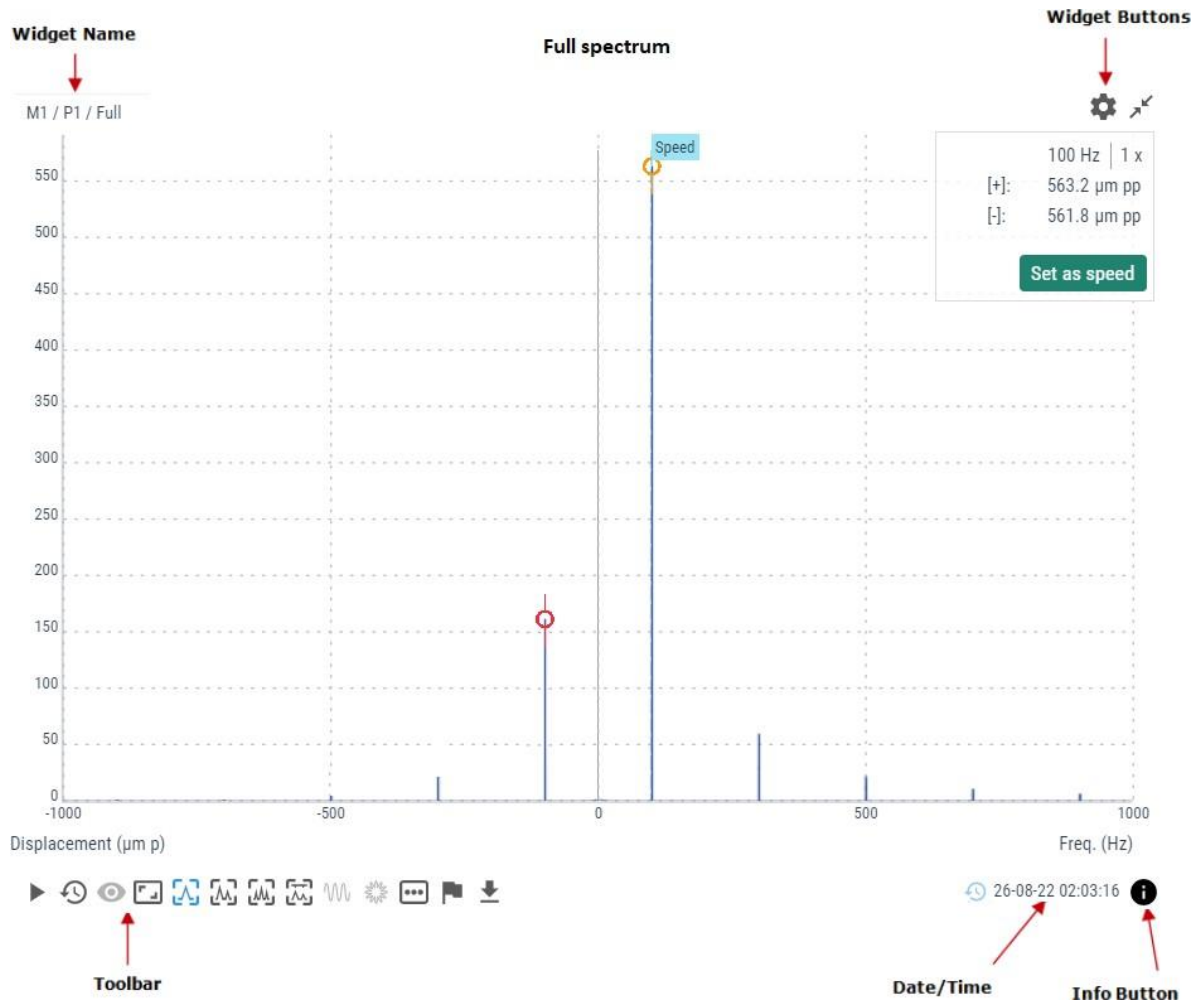 Widget Name
Full spectrum
Widget Buttons
M1 / P1 / Full
Speed
100 Hz | 1 x
[+]: 563.2 µm pp
[-]: 561.8 µm pp
Set as speed
550
500
450
400
350
300
250
200
150
100
50
0
-1000 -500 0 500 1000
Displacement (µm p) Freq. (Hz)
26-08-22 02:03:16
Toolbar
Date/Time
Info Button